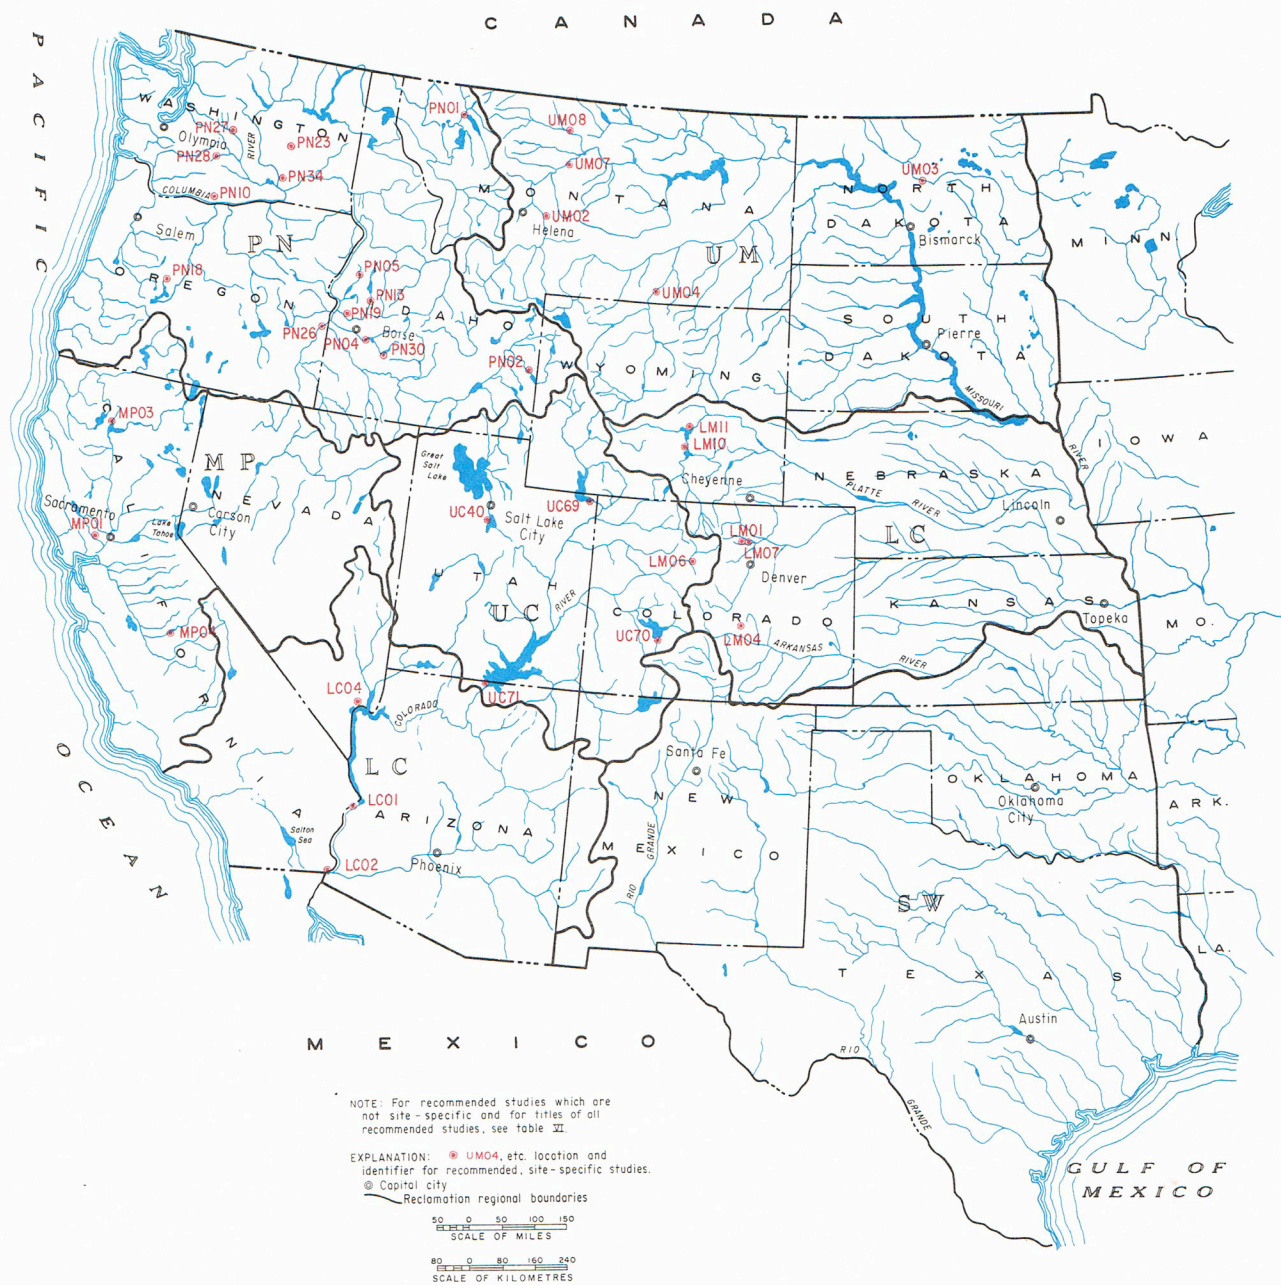 CANADA
PACIFIC
OCEAN
WASHINGTON
Olympia
PN27
RIVER
PN23
PN28
PN34
COLUMBIA
PN10
PN01
UM08
UM07
MONTANA
UM02
Helena
UM
UM04
UM03
NORTH
DAKOTA
Bismarck
MINN.
Salem
PN
OREGON
PN18
PN05
PN13
PN19
IDAHO
PN26
Boise
PN04
PN30
PN02
WYOMING
SOUTH
Pierre
DAKOTA
MISSOURI
RIVER
IOWA
MP03
CALIFORNIA
MP
NEVADA
Sacramento
MP01
Lake
Tahoe
Carson
City
MP04
Great
Salt
Lake
UC40
Salt Lake
City
UC69
UTAH
RIVER
UC
LM11
LM10
Cheyenne
NEBRASKA
PLATTE
RIVER
Lincoln
LC
LM01
LM07
LM06
Denver
COLORADO
UC70
LM04
ARKANSAS
RIVER
KANSAS
Topeka
MO.
LC04
COLORADO
UC71
LC
LC01
ARIZONA
Salton
Sea
LC02
Phoenix
Santa Fe
NEW
MEXICO
RIO
GRANDE
OKLAHOMA
Oklahoma
City
ARK.
SW
LA.
TEXAS
Austin
RIO
GRANDE
MEXICO
GULF OF
MEXICO
NOTE: For recommended studies which are
not site-specific and for titles of all
recommended studies, see table VI.
EXPLANATION: UM04, etc. location and
identifier for recommended, site-specific studies.
Capital city
Reclamation regional boundaries
50 0 50 100 150
SCALE OF MILES
80 0 80 160 240
SCALE OF KILOMETRES